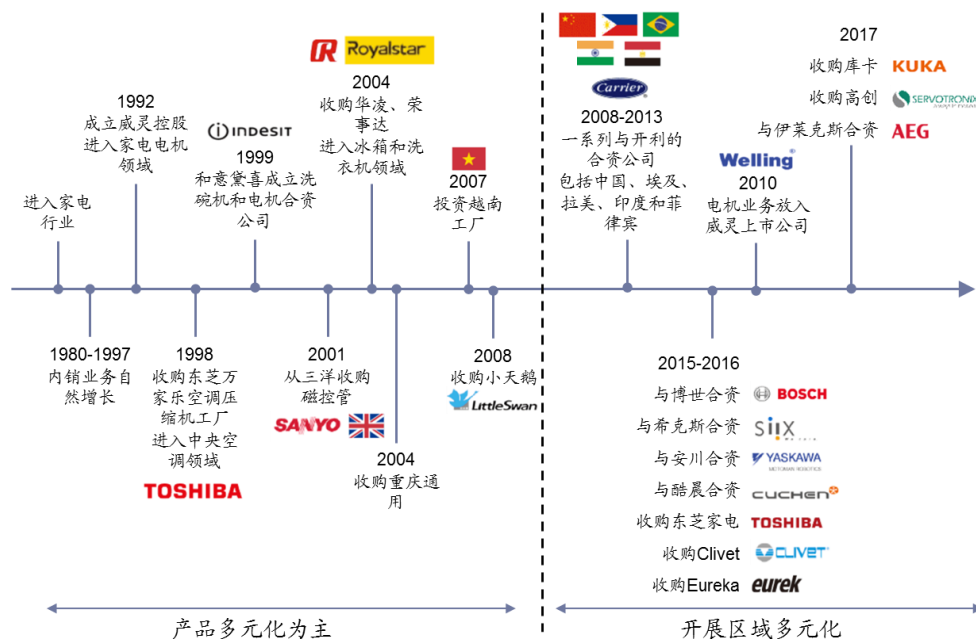 进入家电
行业
1992
成立威灵控股
进入家电电机
领域
INDESIT
1999
和意黛喜成立洗
碗机和电机合资
公司
Royalstar
2004
收购华凌、荣
事达
进入冰箱和洗
衣机领域
2007
投资越南
工厂
Carrier
2008-2013
一系列与开利的
合资公司
包括中国、埃及、
拉美、印度和菲
律宾
Welling
2010
电机业务放入
威灵上市公司
2017
收购库卡 KUKA
收购高创 SERVOTRONIX
与伊莱克斯合资 AEG
1980-1997
内销业务自
然增长
1998
收购东芝万
家乐空调压
缩机工厂
进入中央空
调领域
TOSHIBA
2001
从三洋收购
磁控管
SANYO
2004
收购重庆通
用
2008
收购小天鹅
LittleSwan
2015-2016
与博世合资 BOSCH
与希克斯合资 SIIX
与安川合资 YASKAWA
与酷晨合资 CUCHEN
收购东芝家电 TOSHIBA
收购Clivet CLIVET
收购Eureka eurek
产品多元化为主
开展区域多元化